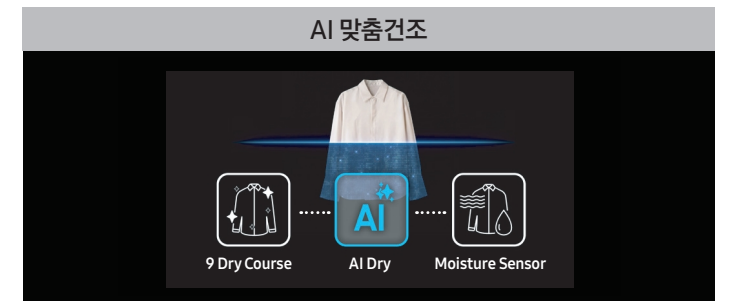 AI 맞춤건조
AI
9 Dry Course
AI Dry
Moisture Sensor